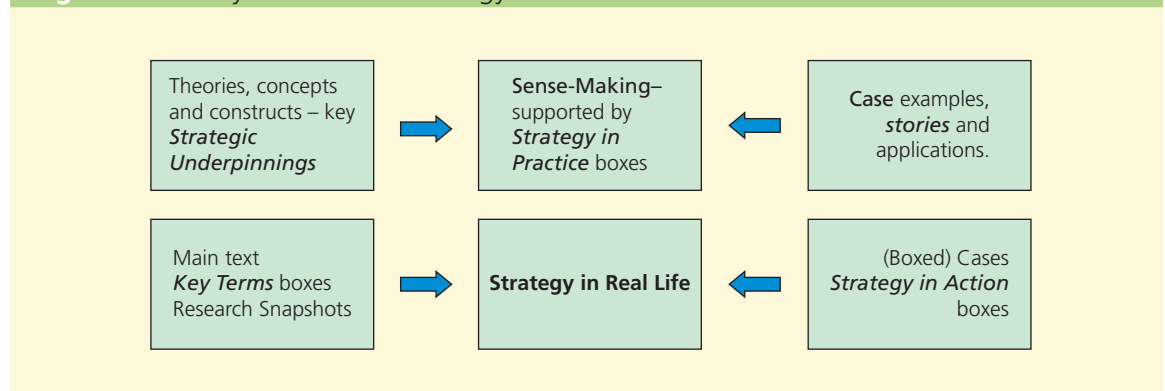 Theories, concepts
and constructs – key
Strategic
Underpinnings
Sense-Making–
supported by
Strategy in
Practice boxes
Case examples,
stories and
applications.
Main text
Key Terms boxes
Research Snapshots
Strategy in Real Life
(Boxed) Cases
Strategy in Action
boxes